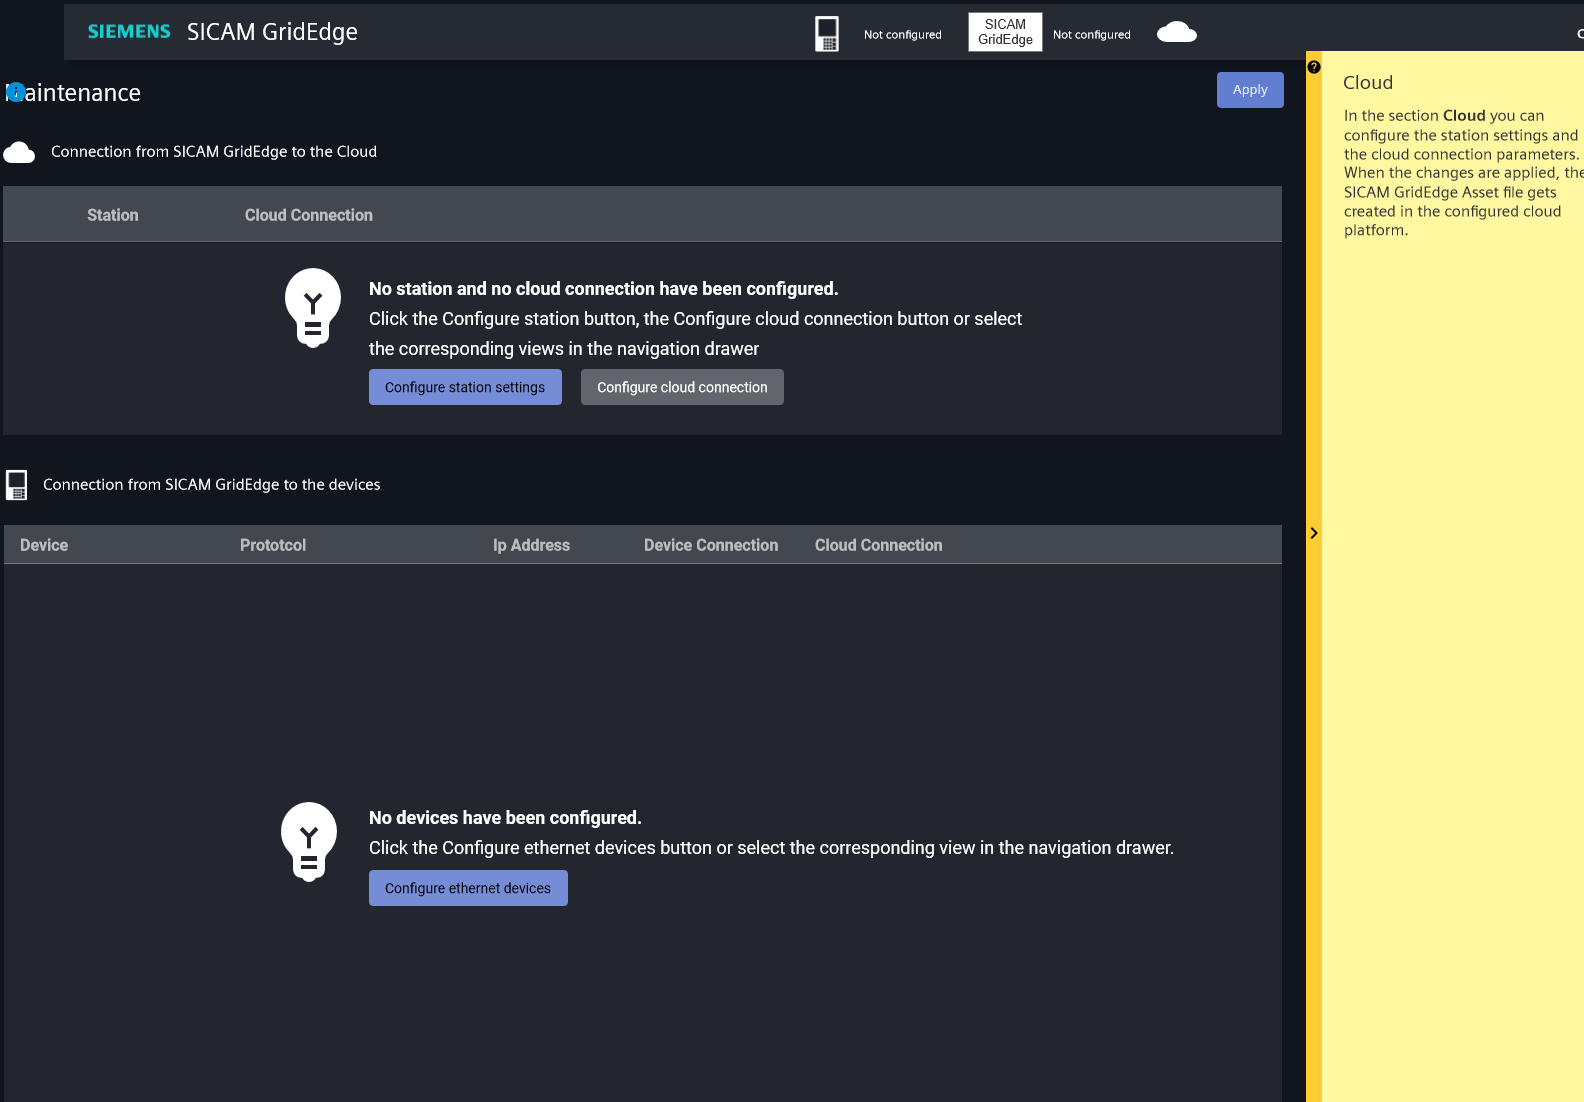 SIEMENS SICAM GridEdge
Not configured
SICAM
GridEdge
Not configured
aintenance
Apply
Connection from SICAM GridEdge to the Cloud
Station Cloud Connection
No station and no cloud connection have been configured.
Click the Configure station button, the Configure cloud connection button or select
the corresponding views in the navigation drawer
Configure station settings Configure cloud connection
Connection from SICAM GridEdge to the devices
Device Prototcol Ip Address Device Connection Cloud Connection
No devices have been configured.
Click the Configure ethernet devices button or select the corresponding view in the navigation drawer.
Configure ethernet devices
Cloud
In the section Cloud you can
configure the station settings and
the cloud connection parameters.
When the changes are applied, the
SICAM GridEdge Asset file gets
created in the configured cloud
platform.